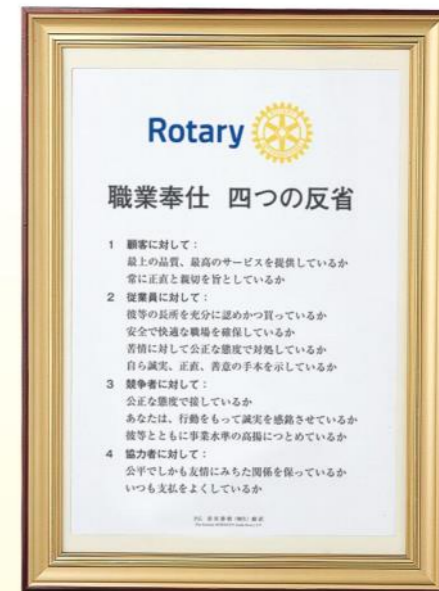 Rotary
職業奉仕 四つの反省
1 顧客に対して：
最上の品質、最高のサービスを提供しているか
常に正直と親切を旨としているか
2 従業員に対して：
彼等の長所を充分に認めかつ買っているか
安全で快適な職場を確保しているか
苦情に対して公正な態度で対処しているか
自ら誠実、正直、善意の手本を示しているか
3 競争者に対して：
公正な態度で接しているか
あなたは、行動をもって誠実を感銘させているか
彼等とともに事業水準の高揚につとめているか
4 協力者に対して：
公平でしかも友情にみちた関係を保っているか
いつも支払をよくしているか